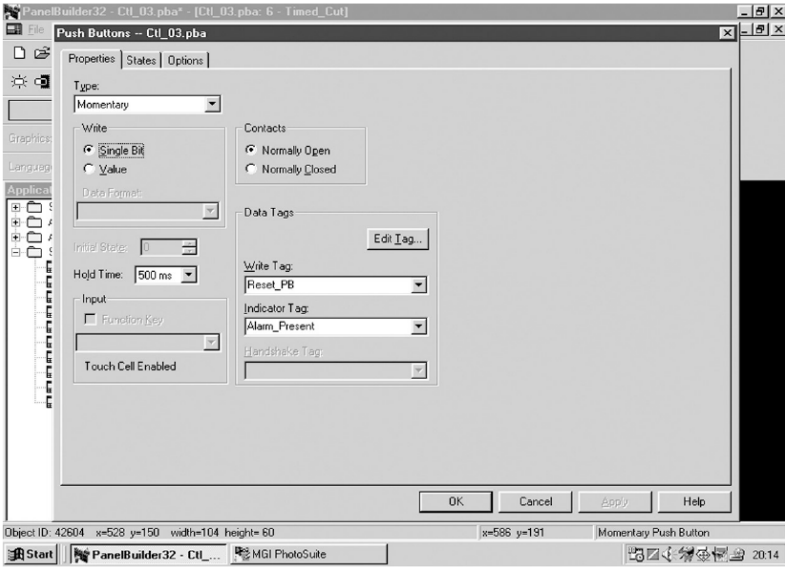 PanelBuilder32 - Ctl_03.pba* - [Ctl_03.pba: 6 - Timed_Cut]
File
Push Buttons -- Ctl_03.pba
Properties States Options
Type:
Momentary
Write
Single Bit
Value
Data Format:
Contacts
Normally Open
Normally Closed
Graphics:
Initial State: 0
Hold Time: 500 ms
Input
Function Key
Touch Cell Enabled
Data Tags
Edit Tag...
Write Tag:
Reset_PB
Indicator Tag:
Alarm_Present
Handshake Tag:
OK Cancel Apply Help
Object ID: 42604 x=528 y=150 width=104 height= 60 x=586 y=191 Momentary Push Button
Start PanelBuilder32 - Ctl_... MGI PhotoSuite 20:14